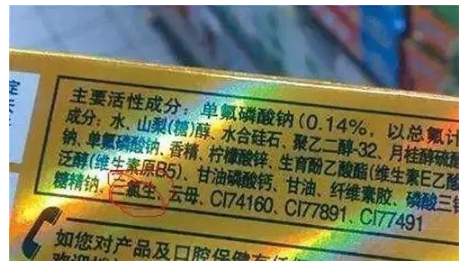 主要活性成分：单氟磷酸钠(0.14%，以总氟计
成分：水、山梨(糖)醇、水合硅石、聚乙二醇-32、月桂醇硫酸
钠、单氟磷酸钠、香精、柠檬酸锌、生育酚乙酸酯(维生素E乙酸
泛醇(维生素原B5)、甘油磷酸钙、甘油、纤维素胶、磷酸三
糖精钠、三氯生、云母、CI74160、CI77891、CI77491
如您对产品及口腔保健有任何
欢迎